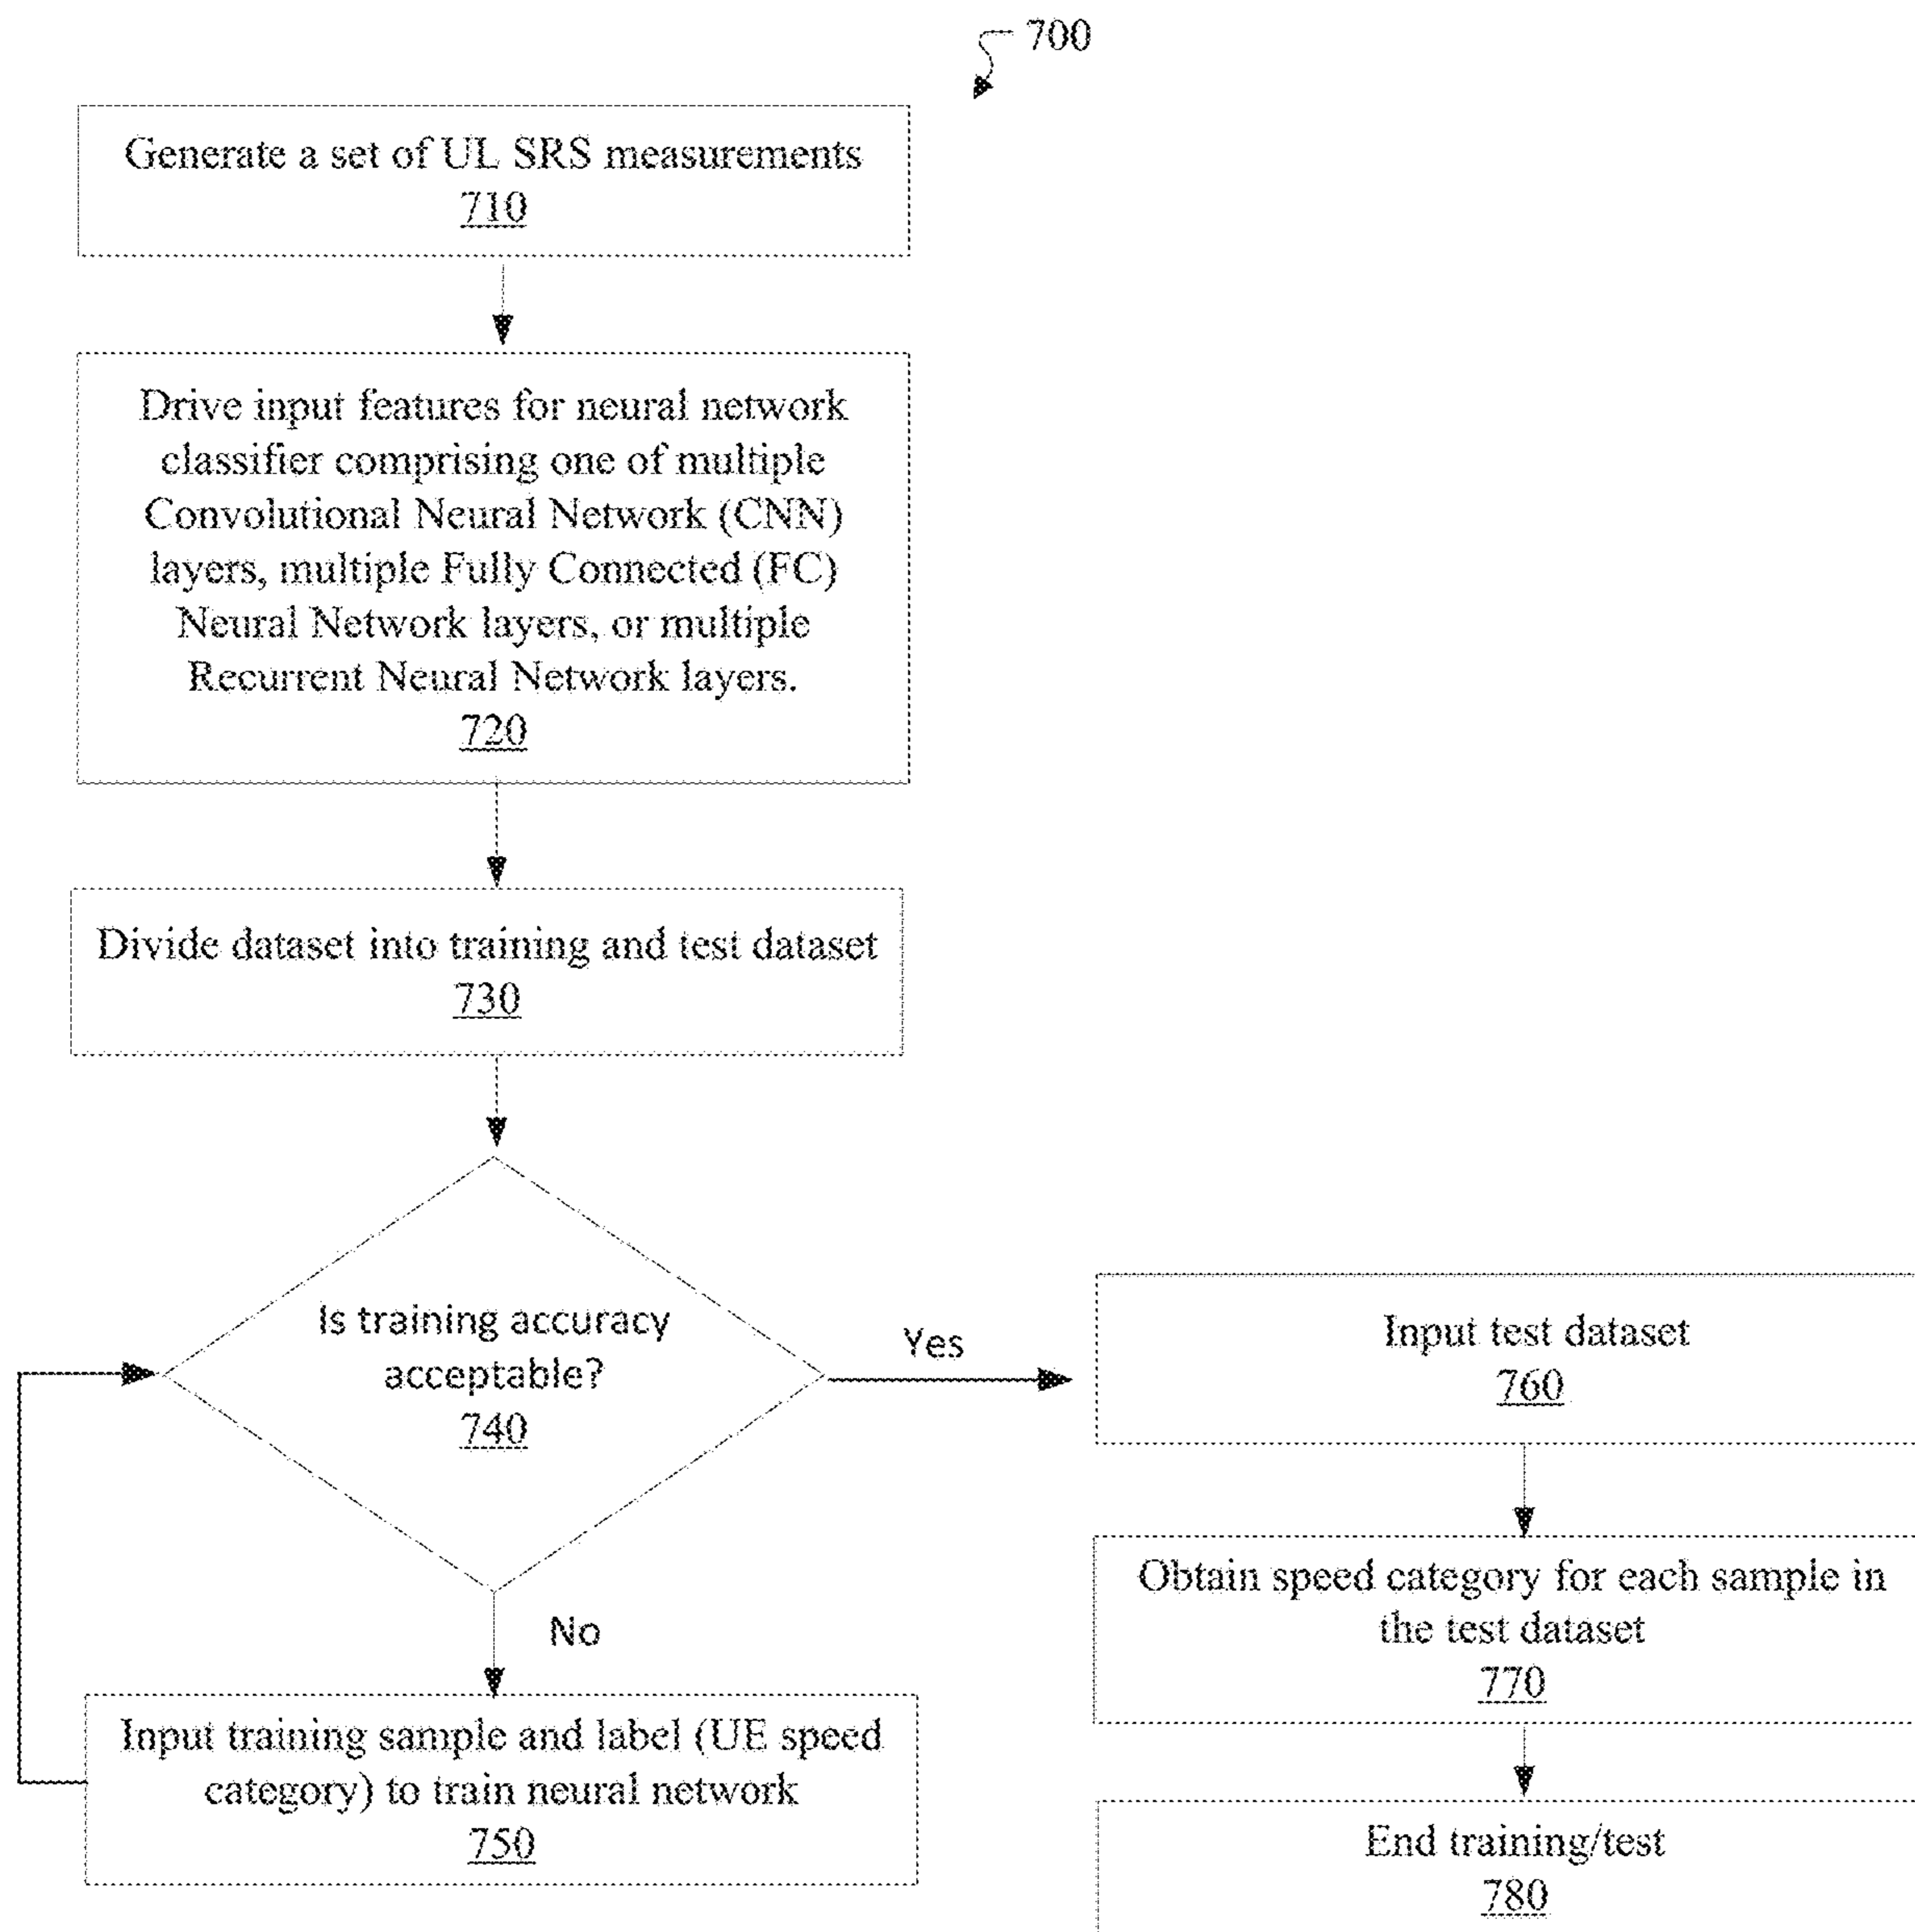 700
Generate a set of UL SRS measurements
710
Drive input features for neural network
classifier comprising one of multiple
Convolutional Neural Network (CNN)
layers, multiple Fully Connected (FC)
Neural Network layers, or multiple
Recurrent Neural Network layers.
720
Divide dataset into training and test dataset
730
Is training accuracy
acceptable?
740
Yes
No
Input training sample and label (UE speed
category) to train neural network
750
Input test dataset
760
Obtain speed category for each sample in
the test dataset
770
End training/test
780